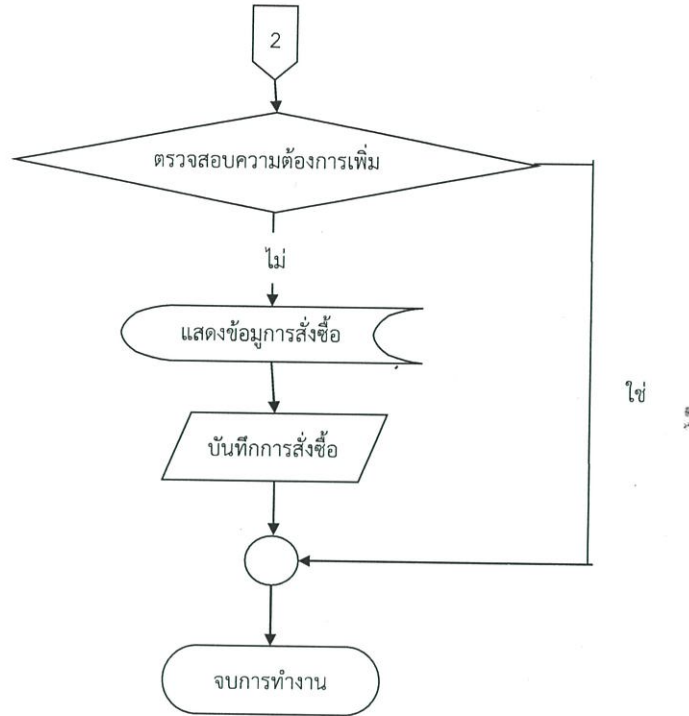 2
ตรวจสอบความต้องการเพิ่ม
ไม่
แสดงข้อมูการสั่งซื้อ
ใช่
บันทึกการสั่งซื้อ
จบการทำงาน